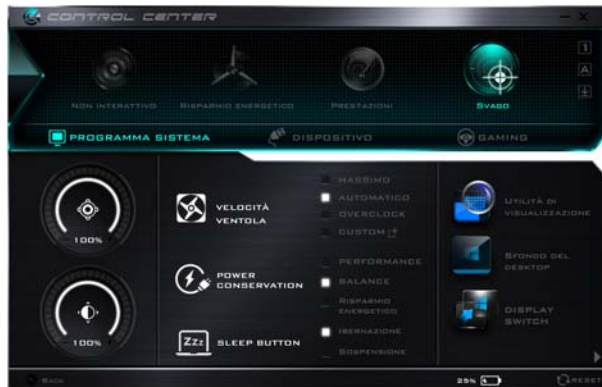 CONTROL CENTER
1
A
NON INTERATTIVO
RISPARMIO ENERGETICO
PRESTAZIONI
SVAGO
PROGRAMMA SISTEMA
DISPOSITIVO
GAMING
100%
VELOCITÀ
VENTOLA
MASSIMO
AUTOMATICO
OVERCLOCK
CUSTOM
UTILITÀ DI
VISUALIZZAZIONE
100%
POWER
CONSERVATION
PERFORMANCE
BALANCE
RISPARMIO
ENERGETICO
SFONDO DEL
DESKTOP
ZZZ
SLEEP BUTTON
IBERNAZIONE
SOSPENSIONE
DISPLAY
SWITCH
BACK
25%
RESET